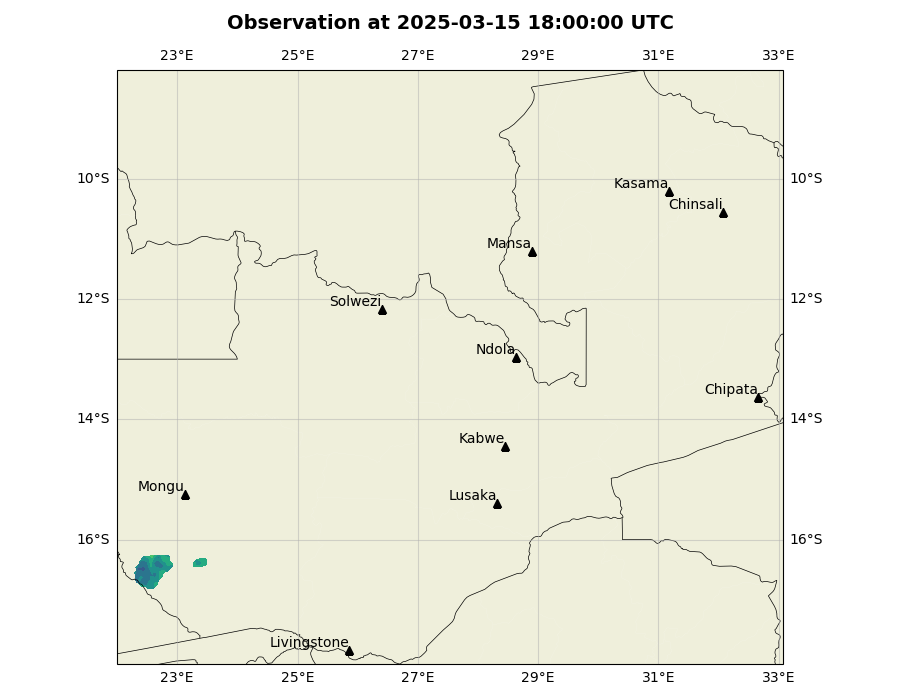 Observation at 2025-03-15 18:00:00 UTC
23°E 25°E 27°E 29°E 31°E 33°E
10°S 10°S
Kasama
Chinsali
Mansa
12°S 12°S
Solwezi
Ndola
Chipata
14°S 14°S
Kabwe
Mongu
Lusaka
16°S 16°S
Livingstone
23°E 25°E 27°E 29°E 31°E 33°E